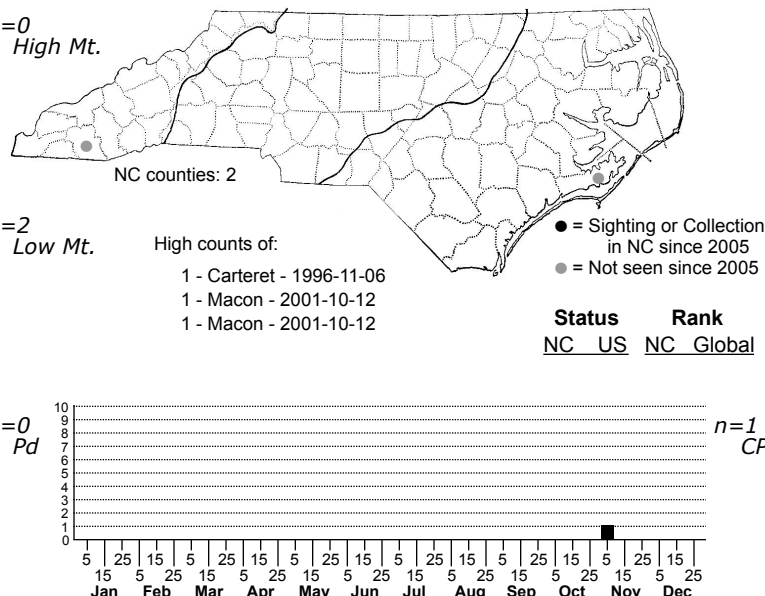 =0
High Mt.
NC counties: 2
=2
Low Mt.
High counts of:
1 - Carteret - 1996-11-06
1 - Macon - 2001-10-12
1 - Macon - 2001-10-12
● = Sighting or Collection
in NC since 2005
● = Not seen since 2005
Status Rank
NC US NC Global
=0
Pd
n=1
CP
10
9
8
7
6
5
4
3
2
1
0
5 25 15 5 25 15 5 25 15 5 25 15 5 25 15 5 25 15
15 5 25 15 5 25 15 5 25 15 5 25 15 5 25 15 5 25
Jan Feb Mar Apr May Jun Jul Aug Sep Oct Nov Dec